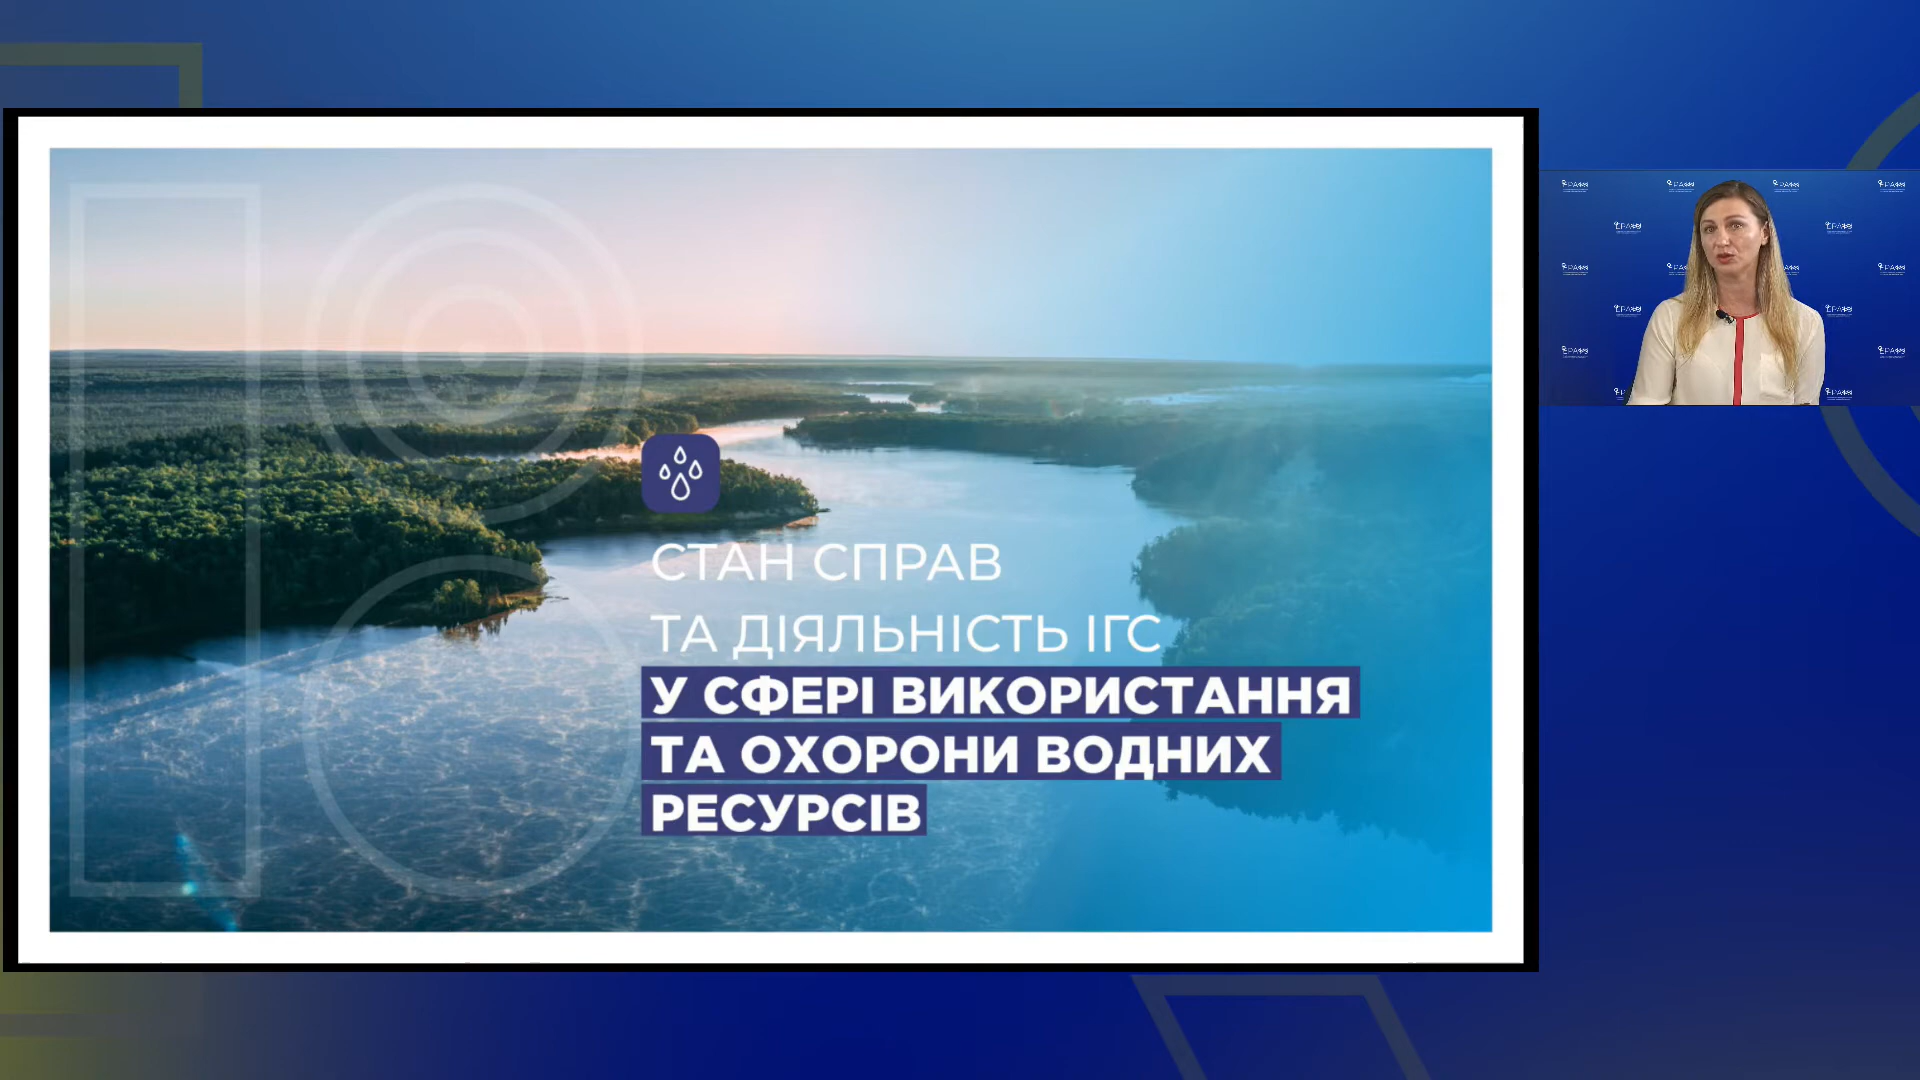 СТАН СПРАВ
ТА ДІЯЛЬНІСТЬ ІГС
У СФЕРІ ВИКОРИСТАННЯ
ТА ОХОРОНИ ВОДНИХ
РЕСУРСІВ